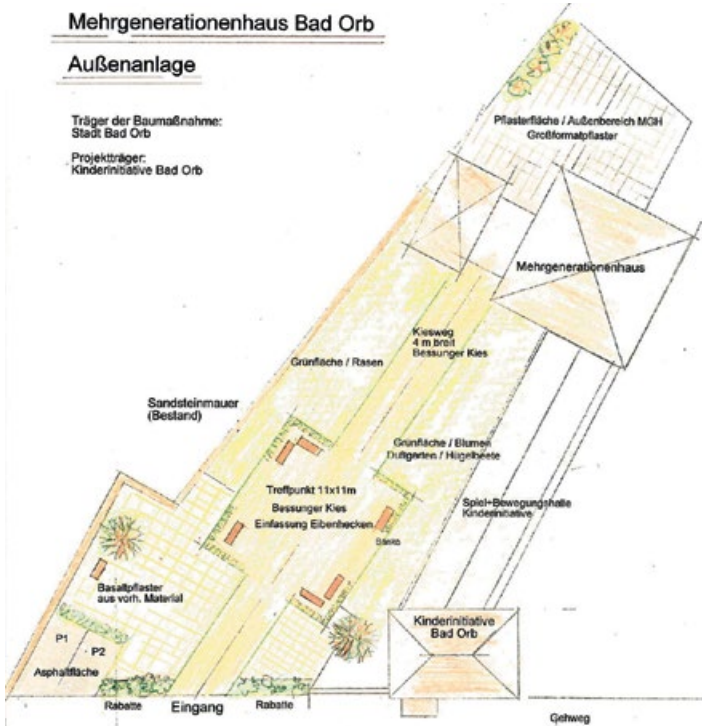 Mehrgenerationenhaus Bad Orb
Außenanlage
Träger der Baumaßnahme:
Stadt Bad Orb
Projektträger:
Kinderinitiative Bad Orb
Pflasterfläche / Außenbereich MGH
Großformatpflaster
Mehrgenerationenhaus
Kiesweg
4 m breit
Bessunger Kies
Grünfläche / Rasen
Sandsteinmauer
(Bestand)
Grünfläche / Blumen
Duftgarten / Hügelbeete
Treffpunkt 11x11m
Bessunger Kies
Einfassung Eibenhecken
Spiel+Bewegungshalle
Kinderinitiative
Bänke
Basaltpflaster
aus vorh. Material
P1
P2
Asphaltfläche
Kinderinitiative
Bad Orb
Rabatte
Eingang
Rabatte
Gehweg